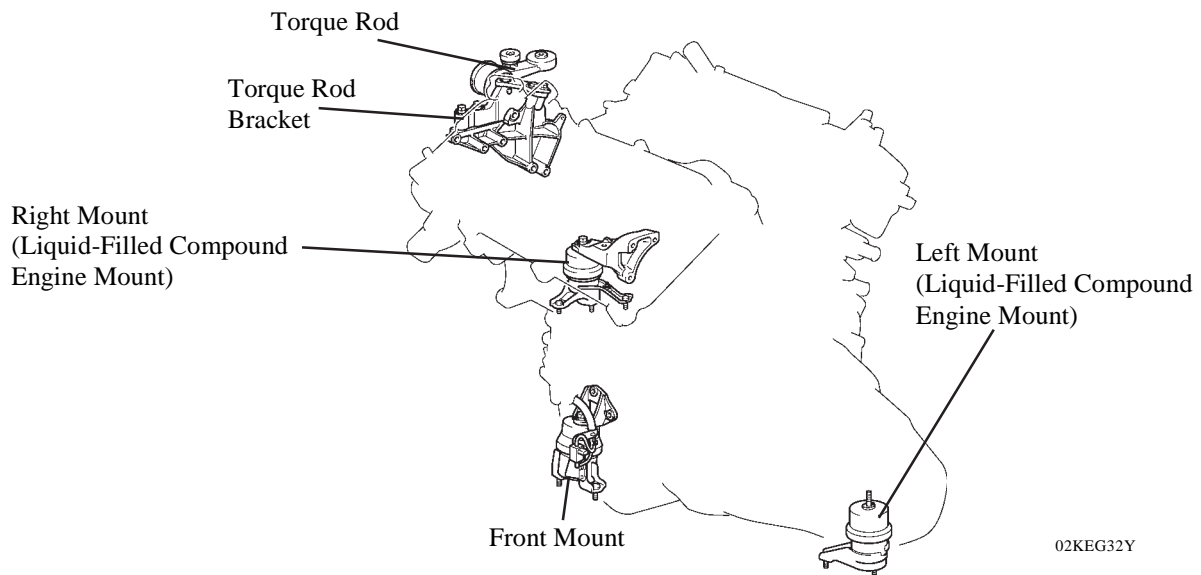 Torque Rod
Torque Rod
Bracket
Right Mount
(Liquid-Filled Compound
Engine Mount)
Left Mount
(Liquid-Filled Compound
Engine Mount)
Front Mount
02KEG32Y